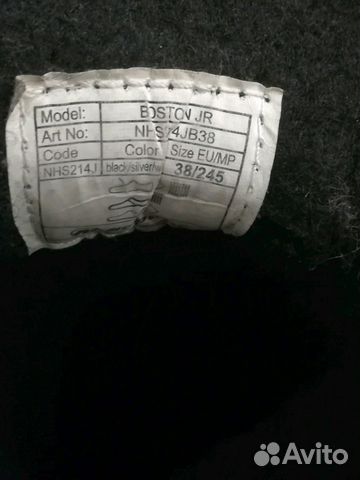 Model: BOSTON JR
Art No: NHS14JB38
Code Color Size EU/MP
NHS214J black/silver 38/245
Avito